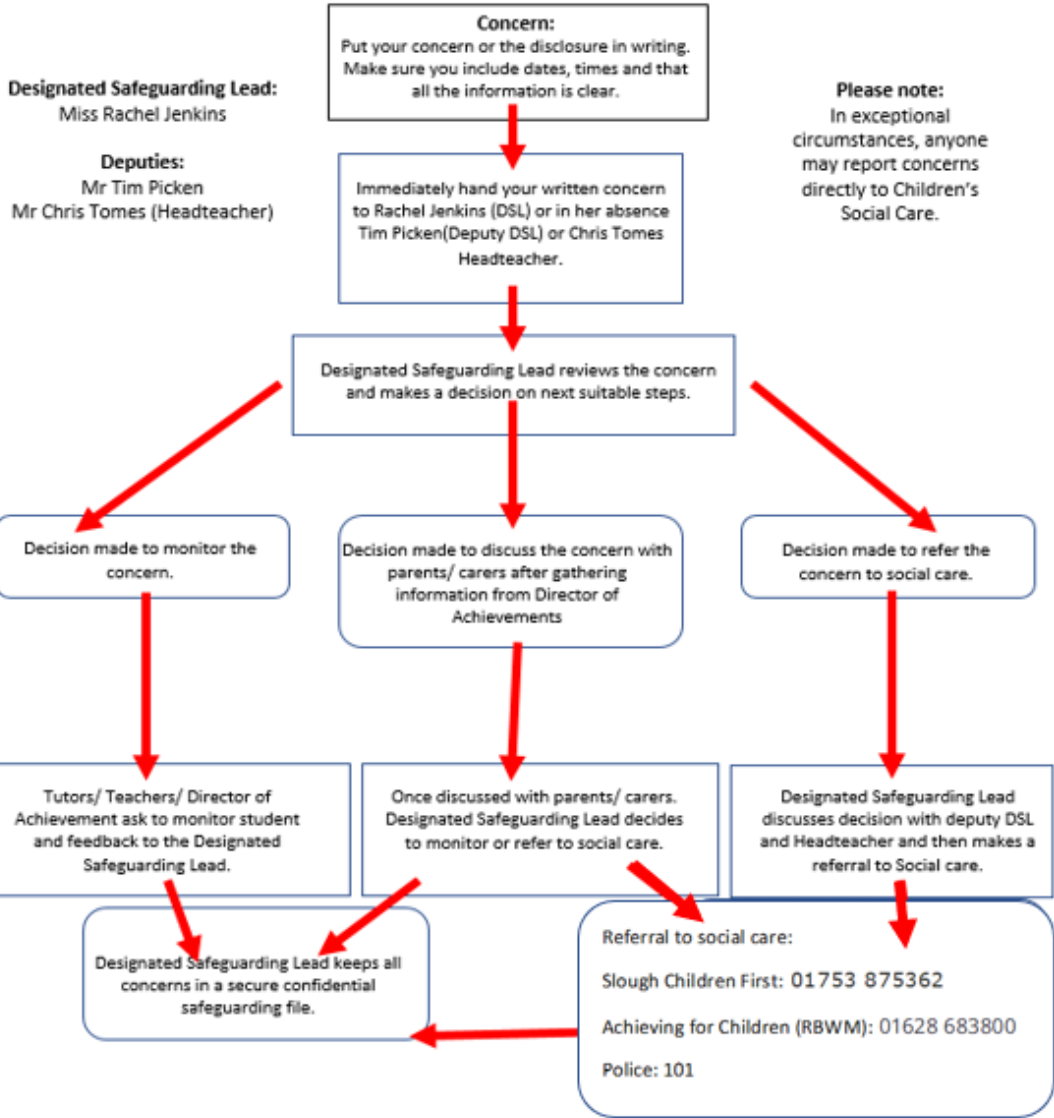 Concern:
Put your concern or the disclosure in writing.
Make sure you include dates, times and that
all the information is clear.
Designated Safeguarding Lead:
Miss Rachel Jenkins
Deputies:
Mr Tim Picken
Mr Chris Tomes (Headteacher)
Please note:
In exceptional
circumstances, anyone
may report concerns
directly to Children's
Social Care.
Immediately hand your written concern
to Rachel Jenkins (DSL) or in her absence
Tim Picken(Deputy DSL) or Chris Tomes
Headteacher.
Designated Safeguarding Lead reviews the concern
and makes a decision on next suitable steps.
Decision made to monitor the
concern.
Decision made to discuss the concern with
parents/ carers after gathering
information from Director of
Achievements
Decision made to refer the
concern to social care.
Tutors/ Teachers/ Director of
Achievement ask to monitor student
and feedback to the Designated
Safeguarding Lead.
Once discussed with parents/ carers.
Designated Safeguarding Lead decides
to monitor or refer to social care.
Designated Safeguarding Lead
discusses decision with deputy DSL
and Headteacher and then makes a
referral to Social care.
Designated Safeguarding Lead keeps all
concerns in a secure confidential
safeguarding file.
Referral to social care:
Slough Children First: 01753 875362
Achieving for Children (RBWM): 01628 683800
Police: 101